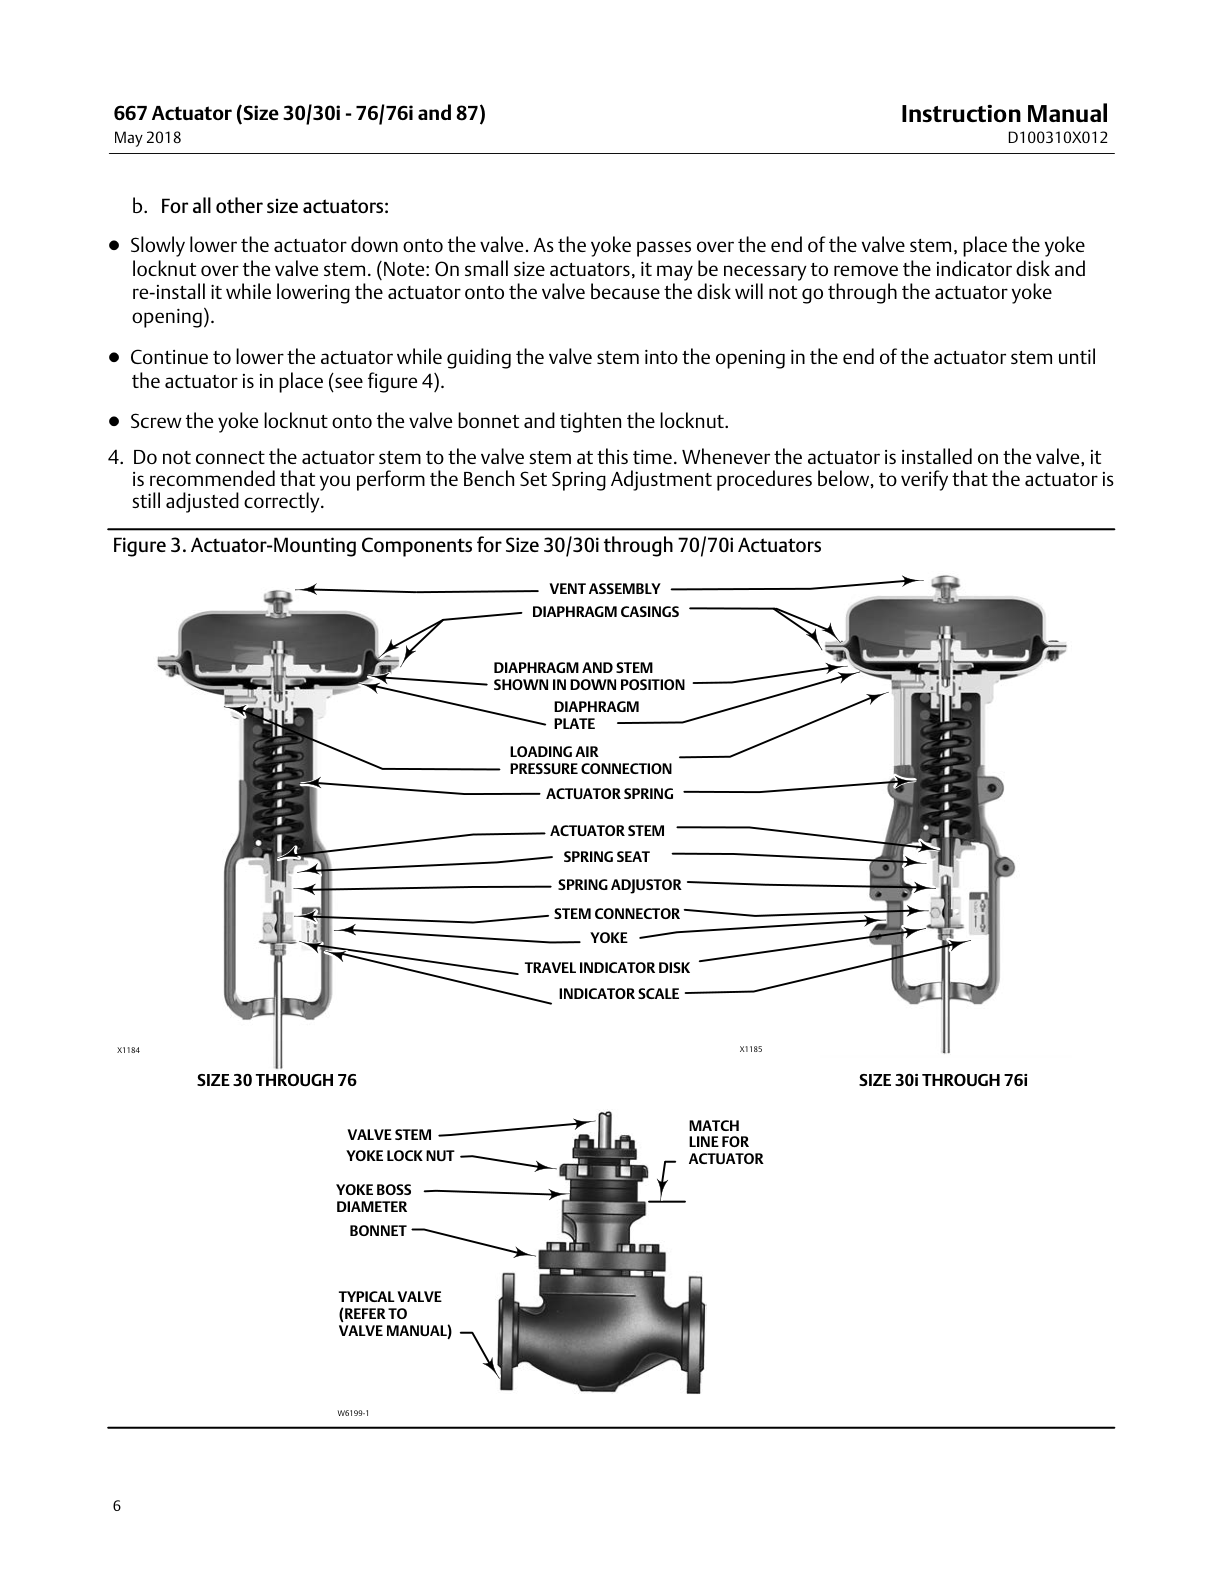 667 Actuator (Size 30/30i - 76/76i and 87)
May 2018
Instruction Manual
D100310X012
b. For all other size actuators:
● Slowly lower the actuator down onto the valve. As the yoke passes over the end of the valve stem, place the yoke
locknut over the valve stem. (Note: On small size actuators, it may be necessary to remove the indicator disk and
re-install it while lowering the actuator onto the valve because the disk will not go through the actuator yoke
opening).
● Continue to lower the actuator while guiding the valve stem into the opening in the end of the actuator stem until
the actuator is in place (see figure 4).
● Screw the yoke locknut onto the valve bonnet and tighten the locknut.
4. Do not connect the actuator stem to the valve stem at this time. Whenever the actuator is installed on the valve, it
is recommended that you perform the Bench Set Spring Adjustment procedures below, to verify that the actuator is
still adjusted correctly.
Figure 3. Actuator-Mounting Components for Size 30/30i through 70/70i Actuators
VENT ASSEMBLY
DIAPHRAGM CASINGS
DIAPHRAGM AND STEM
SHOWN IN DOWN POSITION
DIAPHRAGM
PLATE
LOADING AIR
PRESSURE CONNECTION
ACTUATOR SPRING
ACTUATOR STEM
SPRING SEAT
SPRING ADJUSTOR
STEM CONNECTOR
YOKE
TRAVEL INDICATOR DISK
INDICATOR SCALE
X1184
X1185
SIZE 30 THROUGH 76
SIZE 30i THROUGH 76i
VALVE STEM
YOKE LOCK NUT
YOKE BOSS
DIAMETER
BONNET
MATCH
LINE FOR
ACTUATOR
TYPICAL VALVE
(REFER TO
VALVE MANUAL)
W6199-1
6